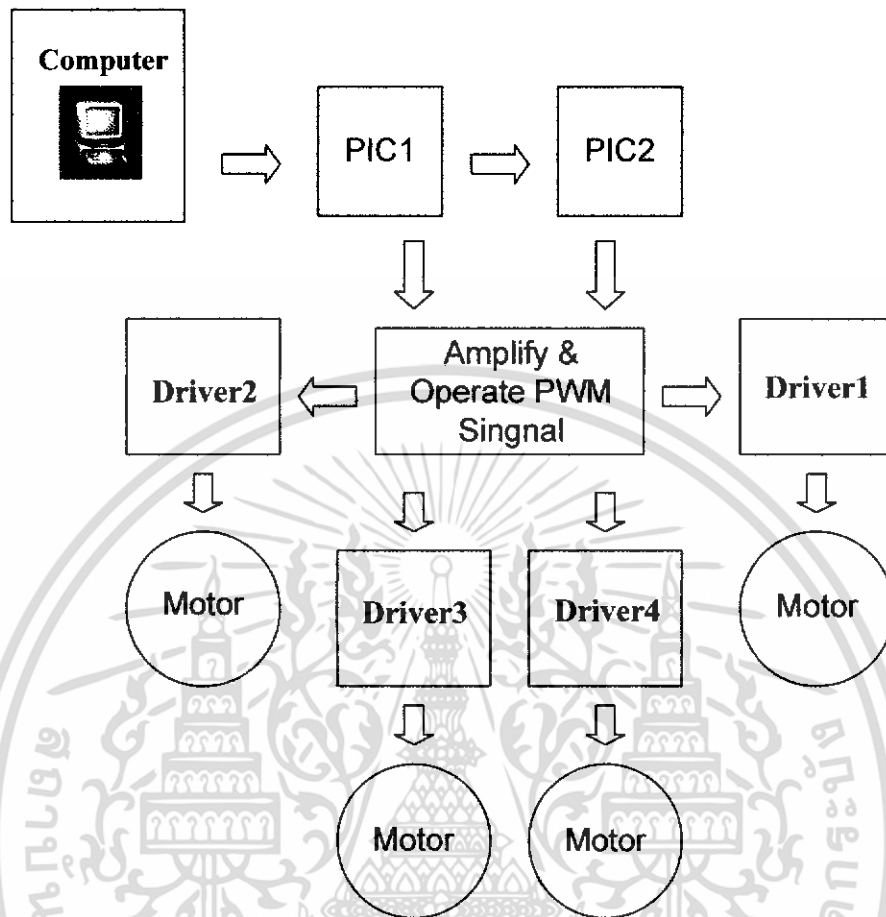 Computer
PIC1
PIC2
Amplify &
Operate PWM
Singnal
Driver2
Driver1
Motor
Driver3
Driver4
Motor
Motor
Motor